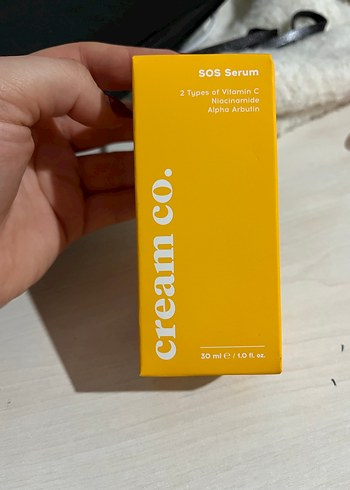 SOS Serum
2 Types of Vitamin C
Niacinamide
Alpha Arbutin
cream co.
30 ml ℮ / 1.0 fl. oz.